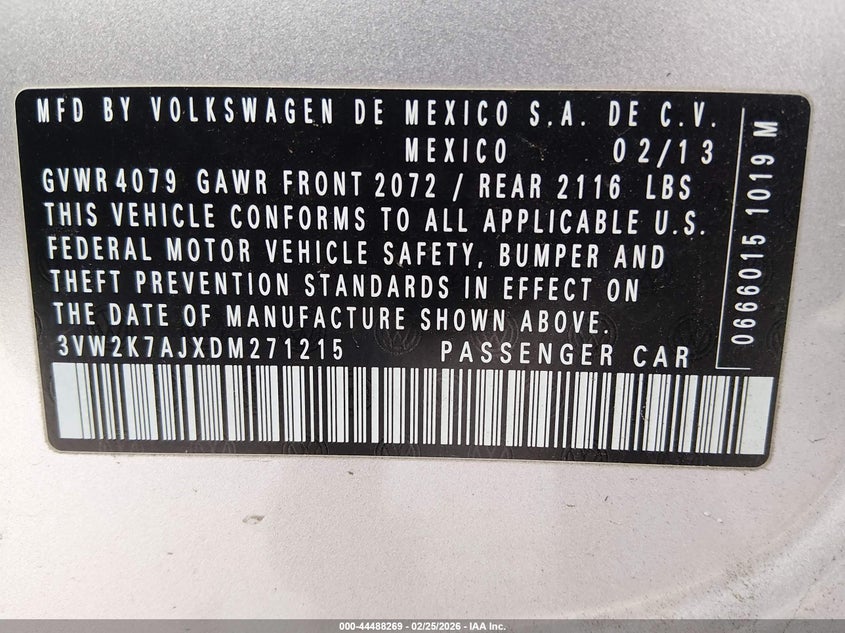 MFD BY VOLKSWAGEN DE MEXICO S.A. DE C.V.
MEXICO 02/13
GVWR 4079 GAWR FRONT 2072 / REAR 2116 LBS
THIS VEHICLE CONFORMS TO ALL APPLICABLE U.S.
FEDERAL MOTOR VEHICLE SAFETY, BUMPER AND
THEFT PREVENTION STANDARDS IN EFFECT ON
THE DATE OF MANUFACTURE SHOWN ABOVE.
3VW2K7AJXDM271215 PASSENGER CAR
06666015 1019 M
000-44488269 - 02/25/2026 - IAA Inc.